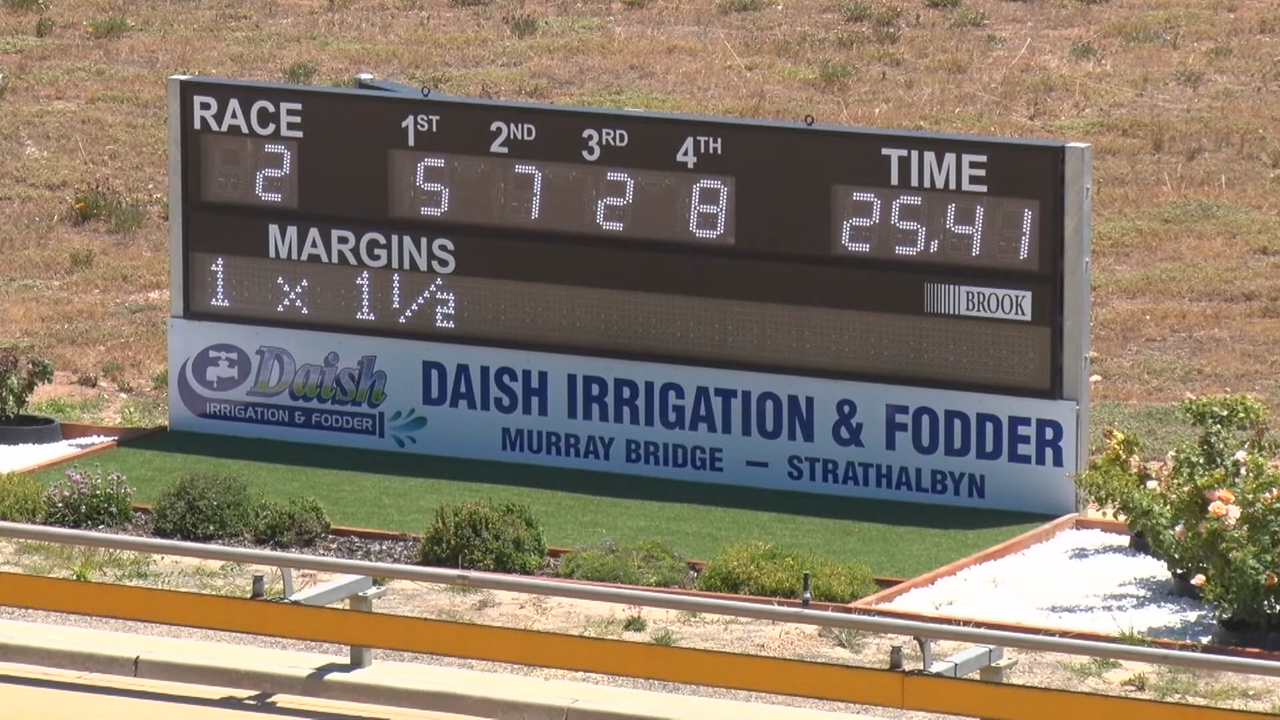 RACE 1ST 2ND 3RD 4TH TIME
2 5 7 2 8 25.41
MARGINS
1 x 1 1/2
BROOK
Daish
IRRIGATION & FODDER
DAISH IRRIGATION & FODDER
MURRAY BRIDGE — STRATHALBYN